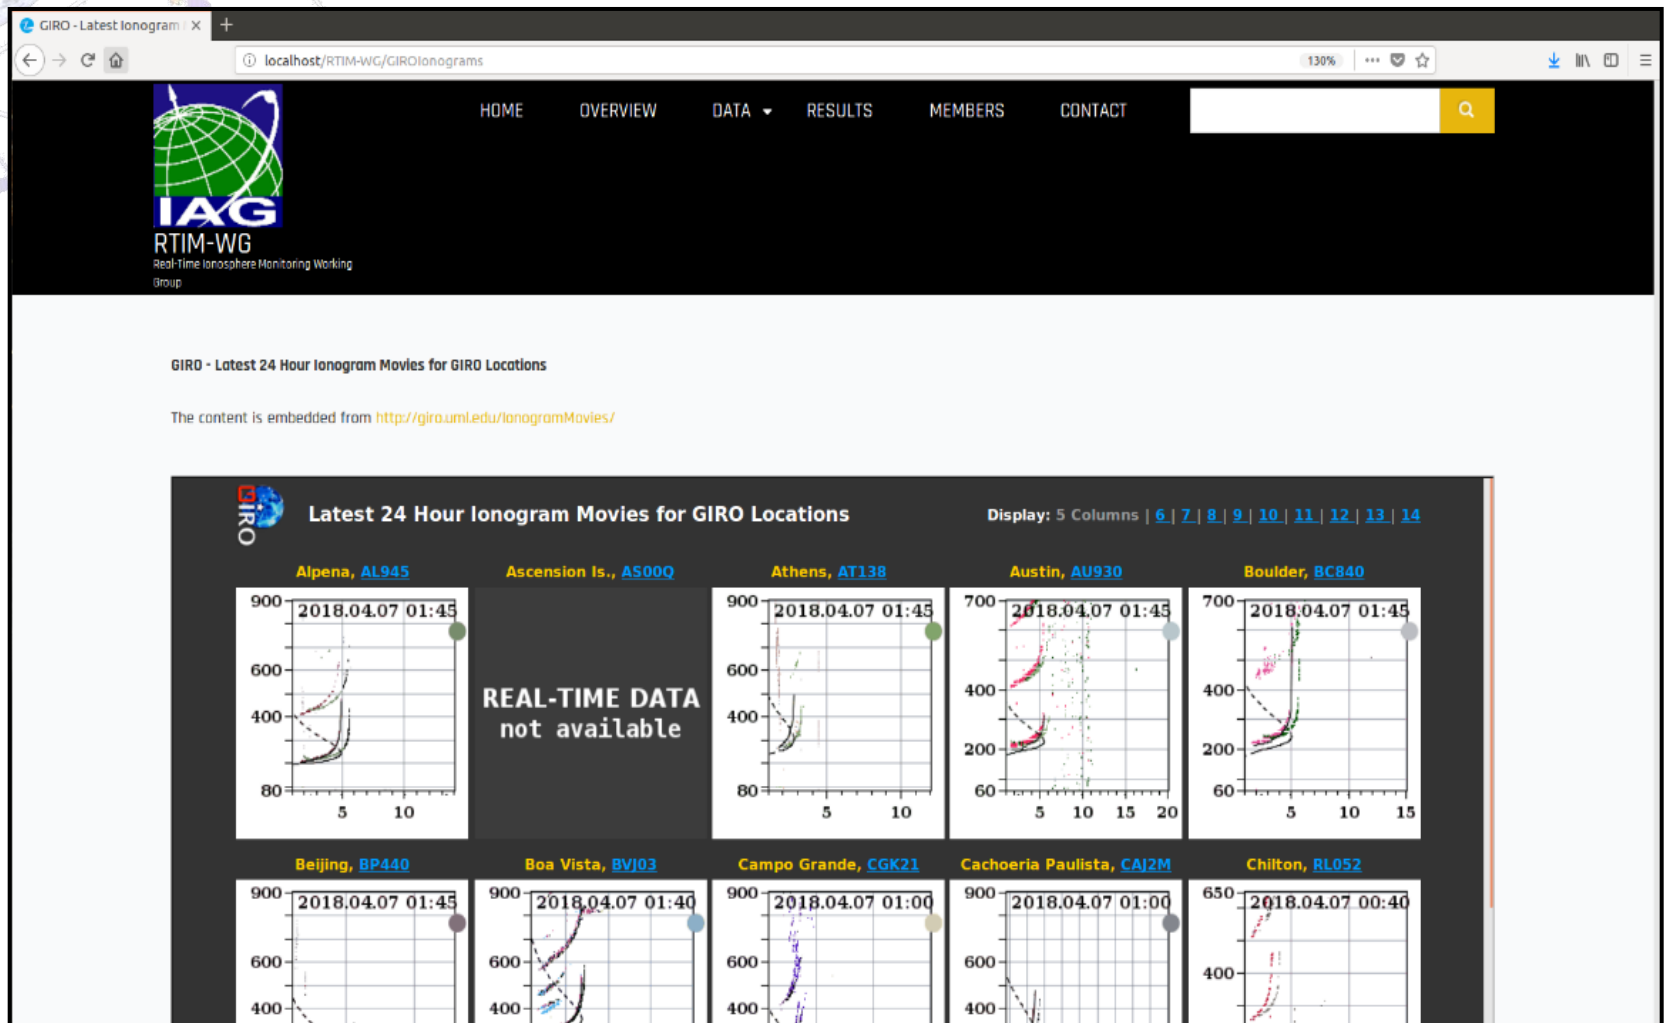 GIRO - Latest Ionogram
localhost/RTIM-WG/GIROIonograms
130%
HOME OVERVIEW DATA RESULTS MEMBERS CONTACT
IAG
RTIM-WG
Real-Time Ionosphere Monitoring Working
Group
GIRO - Latest 24 Hour Ionogram Movies for GIRO Locations
The content is embedded from http://giro.uml.edu/IonogramMovies/
GIRO
Latest 24 Hour Ionogram Movies for GIRO Locations
Display: 5 Columns | 6 | 7 | 8 | 9 | 10 | 11 | 12 | 13 | 14
Alpena, AL945
900
2018.04.07 01:45
600
400
80
5 10
Ascension Is., AS00Q
REAL-TIME DATA
not available
Athens, AT138
900
2018.04.07 01:45
600
400
80
5 10
Austin, AU930
700
2018.04.07 01:45
400
200
60
5 10 15 20
Boulder, BC840
700
2018.04.07 01:45
400
200
60
5 10 15
Beijing, BP440
900
2018.04.07 01:45
600
400
Boa Vista, BVJ03
900
2018.04.07 01:40
600
400
Campo Grande, CGK21
900
2018.04.07 01:00
600
400
Cachoeria Paulista, CAJ2M
900
2018.04.07 01:00
600
400
Chilton, RL052
650
2018.04.07 00:40
400